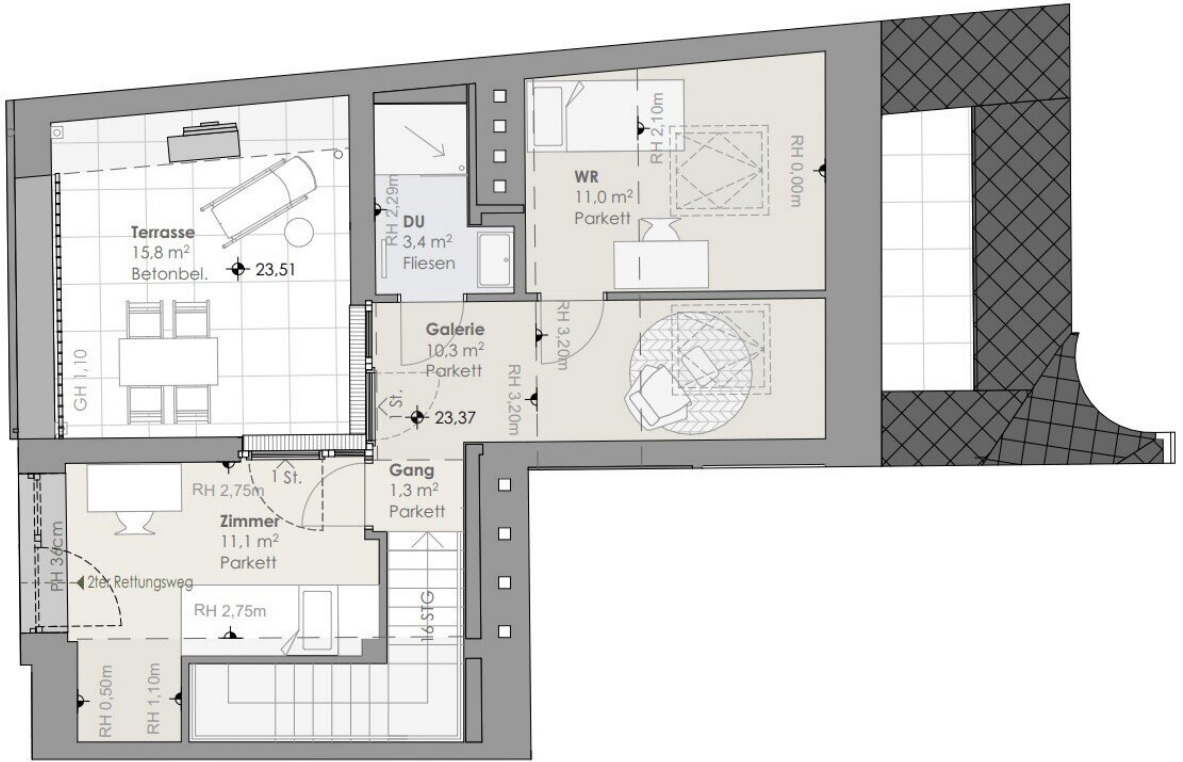 Terrasse
15,8 m²
Betonbel.
23,51
GH 1,10
RH 2,29m
DU
3,4 m²
Fliesen
WR
11,0 m²
Parkett
RH 2,10m
RH 0,00m
Galerie
10,3 m²
Parkett
1 St.
23,37
RH 3,20m
RH 3,20m
Gang
1,3 m²
Parkett
RH 2,75m
1 St.
Zimmer
11,1 m²
Parkett
PH 36cm
2ter Rettungsweg
RH 2,75m
16 STG
RH 0,50m
RH 1,10m